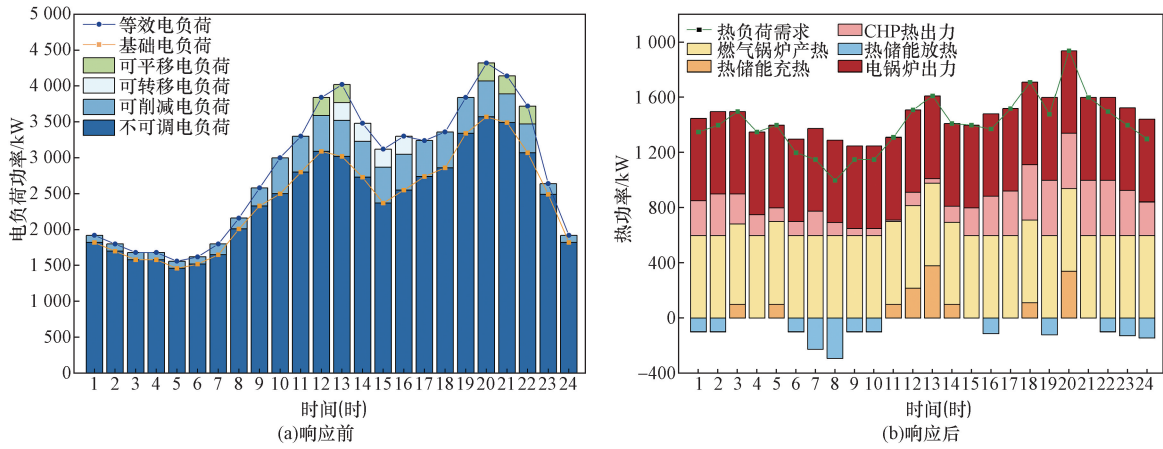 5 000
4 500
4 000
3 500
3 000
2 500
2 000
1 500
1 000
500
0
电负荷功率/kW
等效电负荷
基础电负荷
可平移电负荷
可转移电负荷
可削减电负荷
不可调电负荷
1 2 3 4 5 6 7 8 9 10 11 12 13 14 15 16 17 18 19 20 21 22 23 24
时间(时)
(a)响应前
1 000
1 600
1 200
800
400
0
−400
热功率/kW
热负荷需求 CHP热出力
燃气锅炉产热 热储能放热
热储能充热 电锅炉出力
1 2 3 4 5 6 7 8 9 10 11 12 13 14 15 16 17 18 19 20 21 22 23 24
时间(时)
(b)响应后